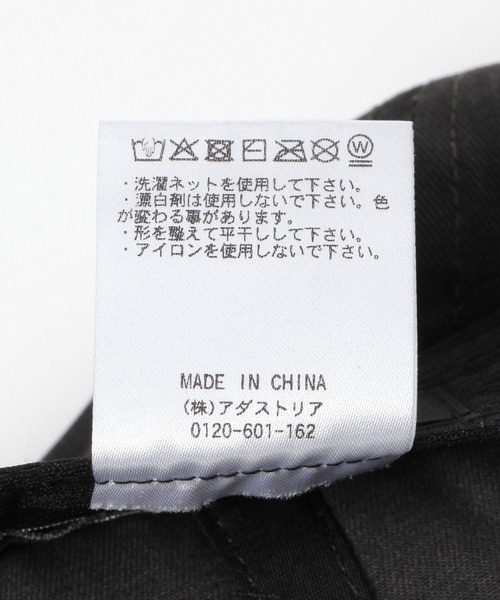 W
・洗濯ネットを使用して下さい。
・漂白剤は使用しないで下さい。色
が変わる事があります。
・形を整えて平干しして下さい。
・アイロンを使用しないで下さい。
MADE IN CHINA
(株)アダストリア
0120-601-162